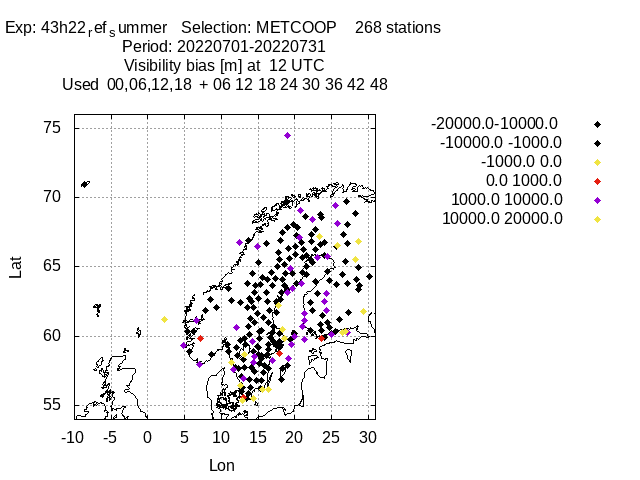 Exp: 43h22ref summer   Selection: METCOOP    268 stations
Period: 20220701-20220731
Visibility bias [m] at  12 UTC
Used  00,06,12,18  + 06 12 18 24 30 36 42 48
-20000.0-10000.0
-10000.0 -1000.0
-1000.0 0.0
0.0 1000.0
1000.0 10000.0
10000.0 20000.0
75
70
65
60
55
Lat
-10 -5 0 5 10 15 20 25 30
Lon